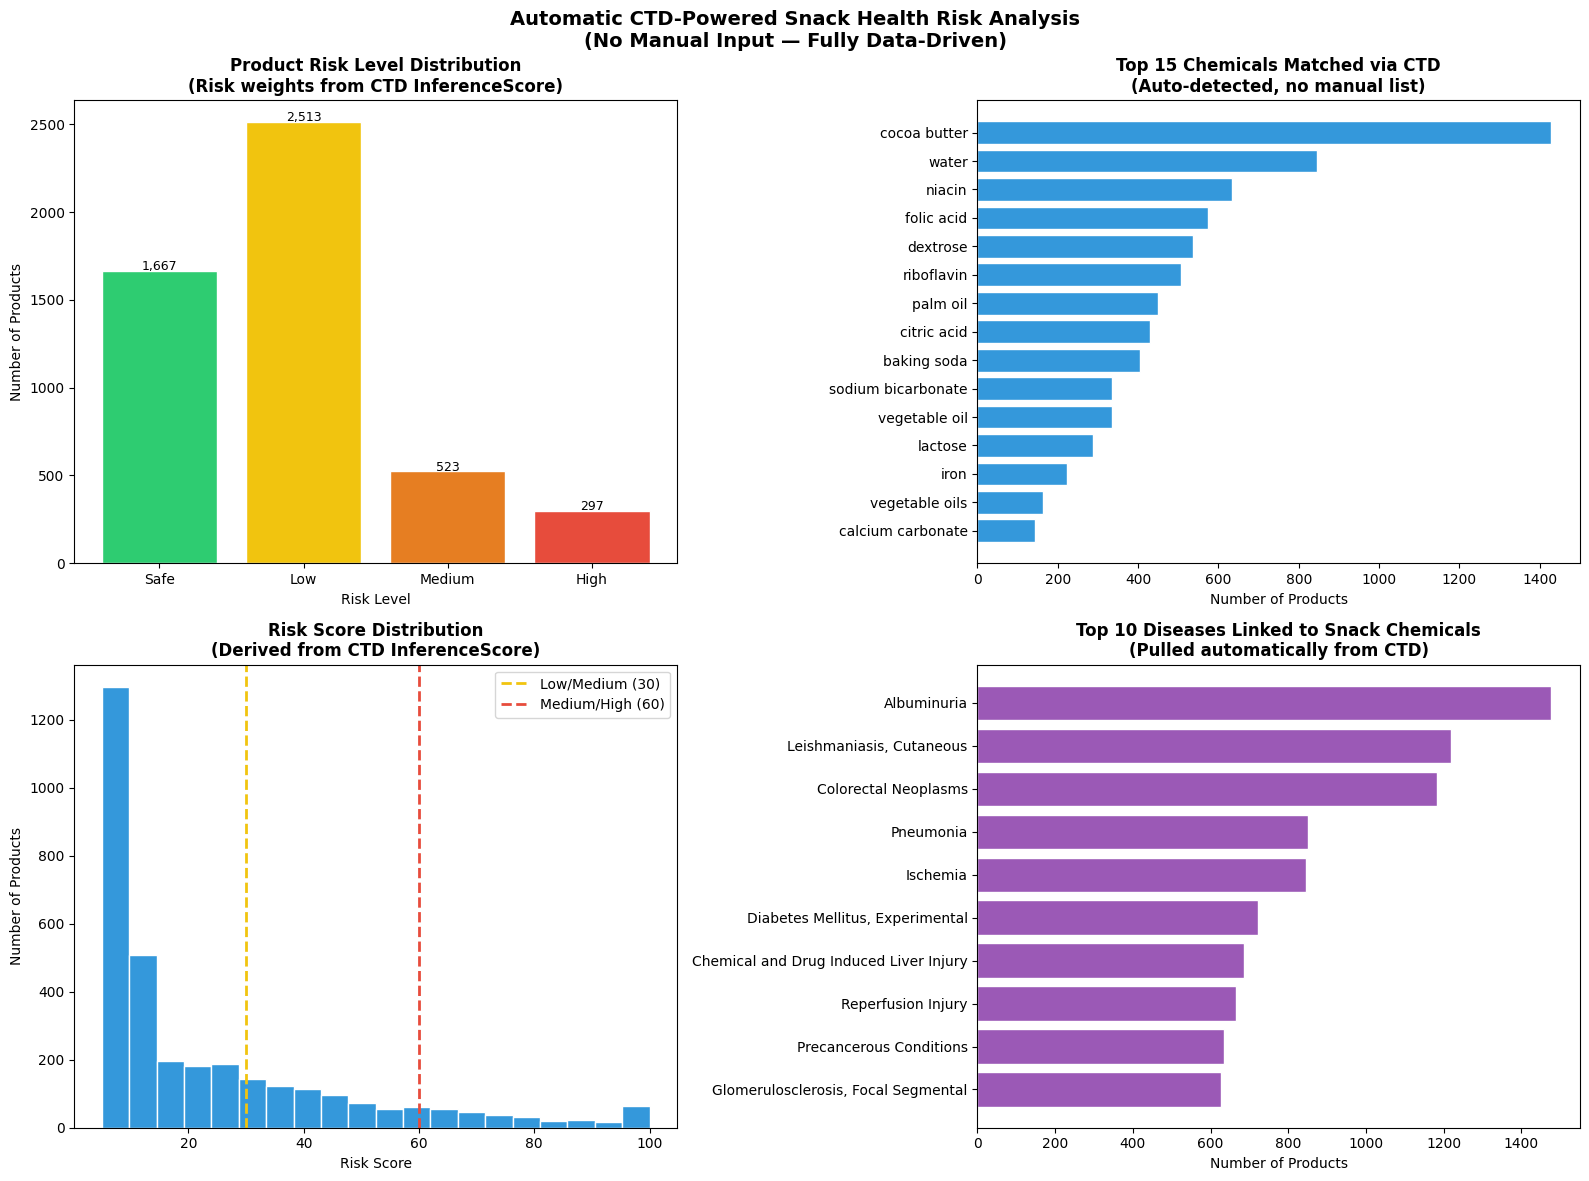 Automatic CTD-Powered Snack Health Risk Analysis
(No Manual Input — Fully Data-Driven)
Product Risk Level Distribution
(Risk weights from CTD InferenceScore)
Number of Products
2500
2000
1500
1000
500
0
1,667
2,513
523
297
Safe
Low
Medium
High
Risk Level
Top 15 Chemicals Matched via CTD
(Auto-detected, no manual list)
cocoa butter
water
niacin
folic acid
dextrose
riboflavin
palm oil
citric acid
baking soda
sodium bicarbonate
vegetable oil
lactose
iron
vegetable oils
calcium carbonate
0
200
400
600
800
1000
1200
1400
Number of Products
Risk Score Distribution
(Derived from CTD InferenceScore)
Number of Products
1200
1000
800
600
400
200
0
Low/Medium (30)
Medium/High (60)
20
40
60
80
100
Risk Score
Top 10 Diseases Linked to Snack Chemicals
(Pulled automatically from CTD)
Albuminuria
Leishmaniasis, Cutaneous
Colorectal Neoplasms
Pneumonia
Ischemia
Diabetes Mellitus, Experimental
Chemical and Drug Induced Liver Injury
Reperfusion Injury
Precancerous Conditions
Glomerulosclerosis, Focal Segmental
0
200
400
600
800
1000
1200
1400
Number of Products